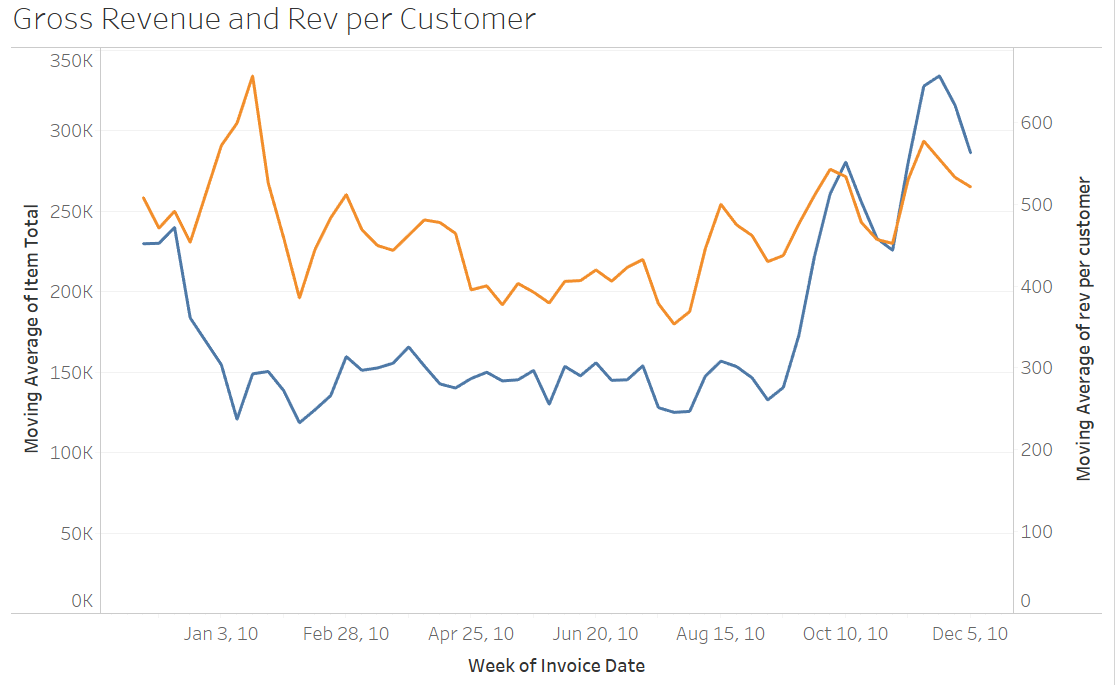 Gross Revenue and Rev per Customer
350K
300K
250K
200K
150K
100K
50K
0K
Moving Average of Item Total
600
500
400
300
200
100
0
Moving Average of rev per customer
Jan 3, 10 Feb 28, 10 Apr 25, 10 Jun 20, 10 Aug 15, 10 Oct 10, 10 Dec 5, 10
Week of Invoice Date